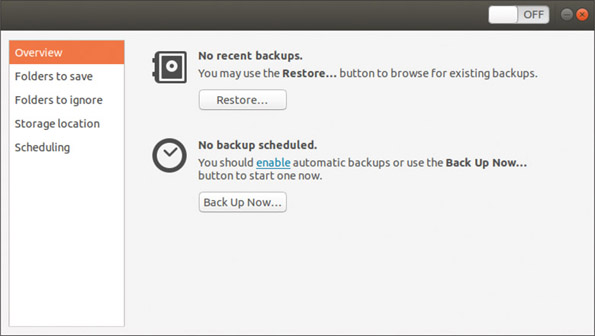 OFF
Overview
Folders to save
Folders to ignore
Storage location
Scheduling
No recent backups.
You may use the Restore... button to browse for existing backups.
Restore...
No backup scheduled.
You should enable automatic backups or use the Back Up Now...
button to start one now.
Back Up Now...